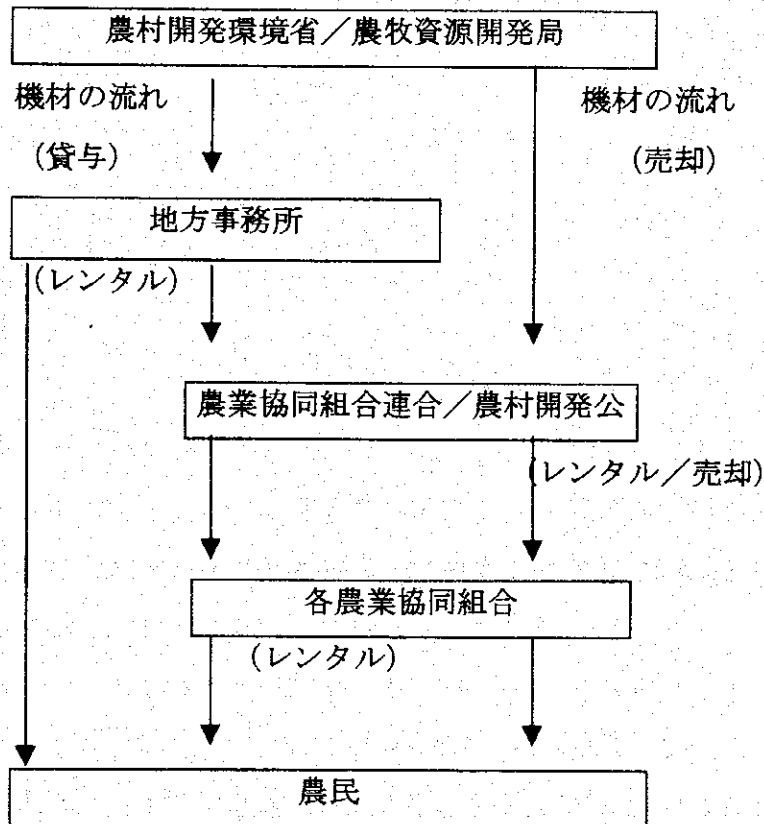 農村開発環境省／農牧資源開発局
機材の流れ
機材の流れ
(貸与)
(売却)
地方事務所
(レンタル)
農業協同組合連合／農村開発公
(レンタル／売却)
各農業協同組合
(レンタル)
農民